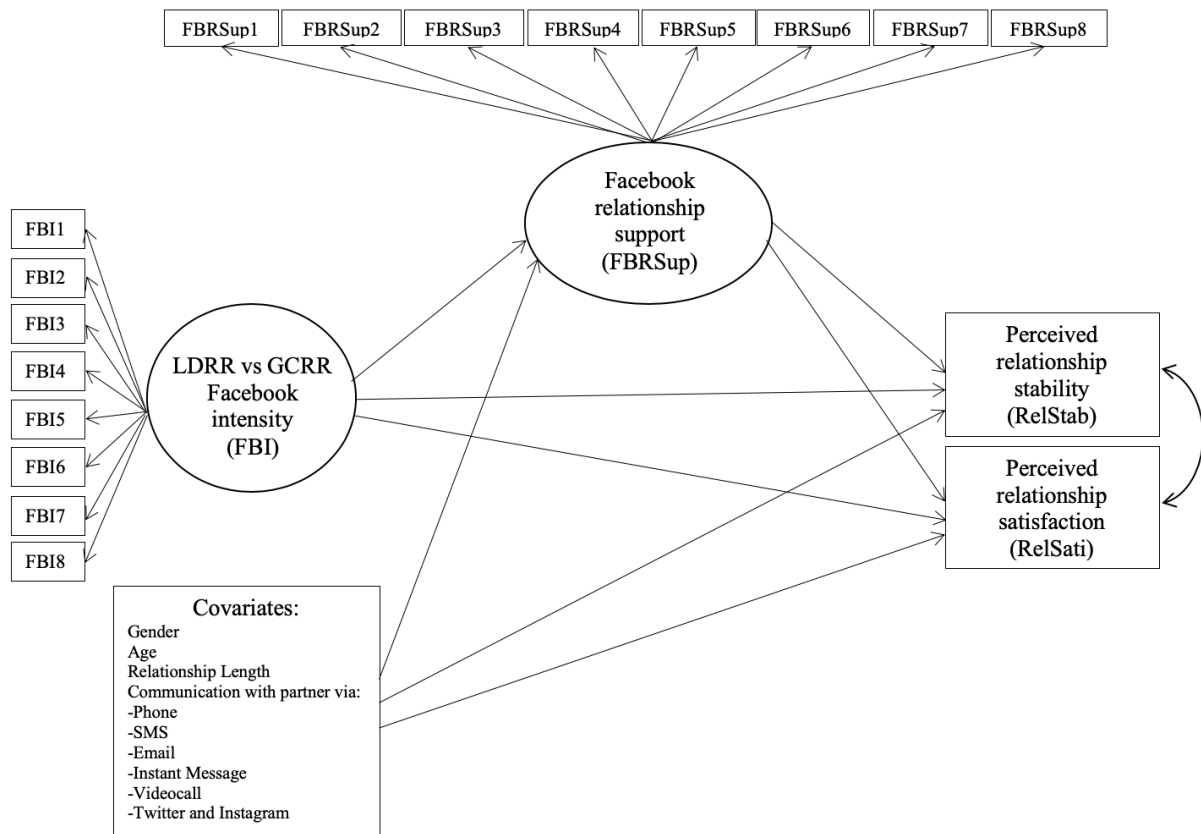 FBRSup1
FBRSup2
FBRSup3
FBRSup4
FBRSup5
FBRSup6
FBRSup7
FBRSup8
Facebook
relationship
support
(FBRSup)
FBI1
FBI2
FBI3
FBI4
FBI5
FBI6
FBI7
FBI8
LDRR vs GCRR
Facebook
intensity
(FBI)
Perceived
relationship
stability
(RelStab)
Perceived
relationship
satisfaction
(RelSati)
Covariates:
Gender
Age
Relationship Length
Communication with partner via:
-Phone
-SMS
-Email
-Instant Message
-Videocall
-Twitter and Instagram